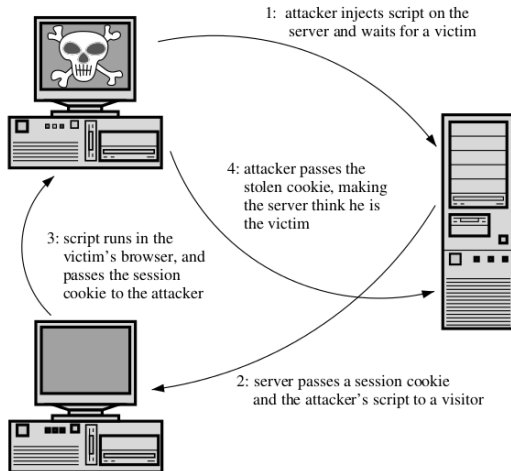 1: attacker injects script on the
server and waits for a victim
4: attacker passes the
stolen cookie, making
the server think he is
the victim
3: script runs in the
victim's browser, and
passes the session
cookie to the attacker
2: server passes a session cookie
and the attacker's script to a visitor